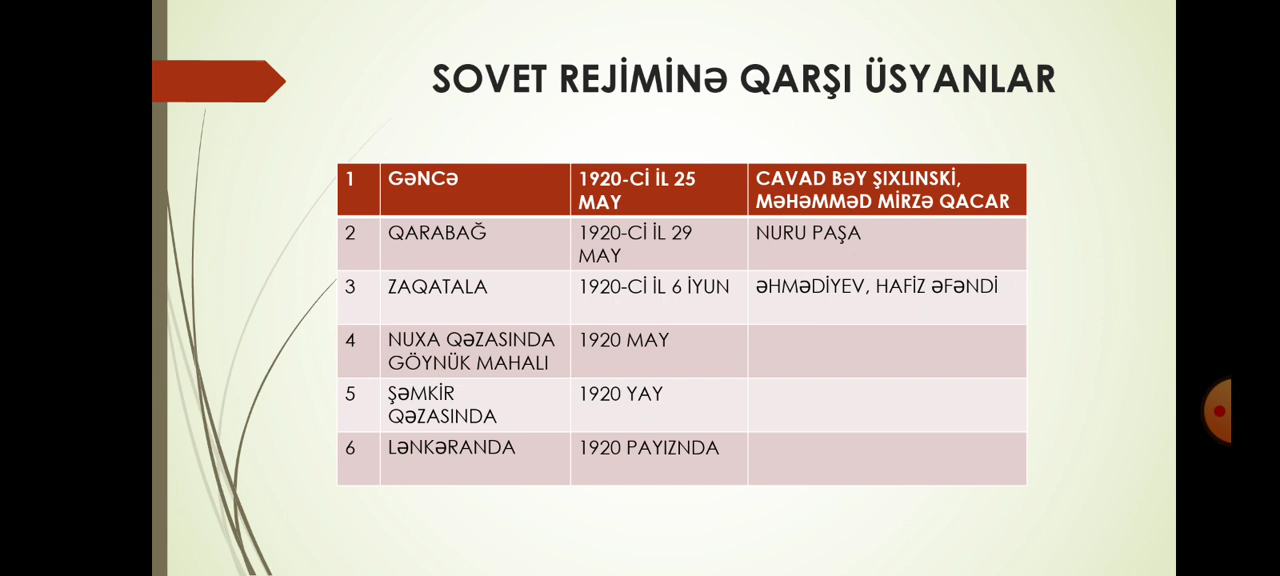 SOVET REJİMİNƏ QARŞI ÜSYANLAR
1 GƏNCƏ 1920-Cİ İL 25 CAVAD BƏY ŞIXLINSKİ,
MAY MƏHƏMMƏD MİRZƏ QACAR
2 QARABAĞ 1920-Cİ İL 29 NURU PAŞA
MAY
3 ZAQATALA 1920-Cİ İL 6 İYUN ƏHMƏDİYEV, HAFİZ ƏFƏNDİ
4 NUXA QƏZASINDA 1920 MAY
GÖYNÜK MAHALI
5 ŞƏMKİR 1920 YAY
QƏZASINDA
6 LƏNKƏRANDA 1920 PAYIZNDA